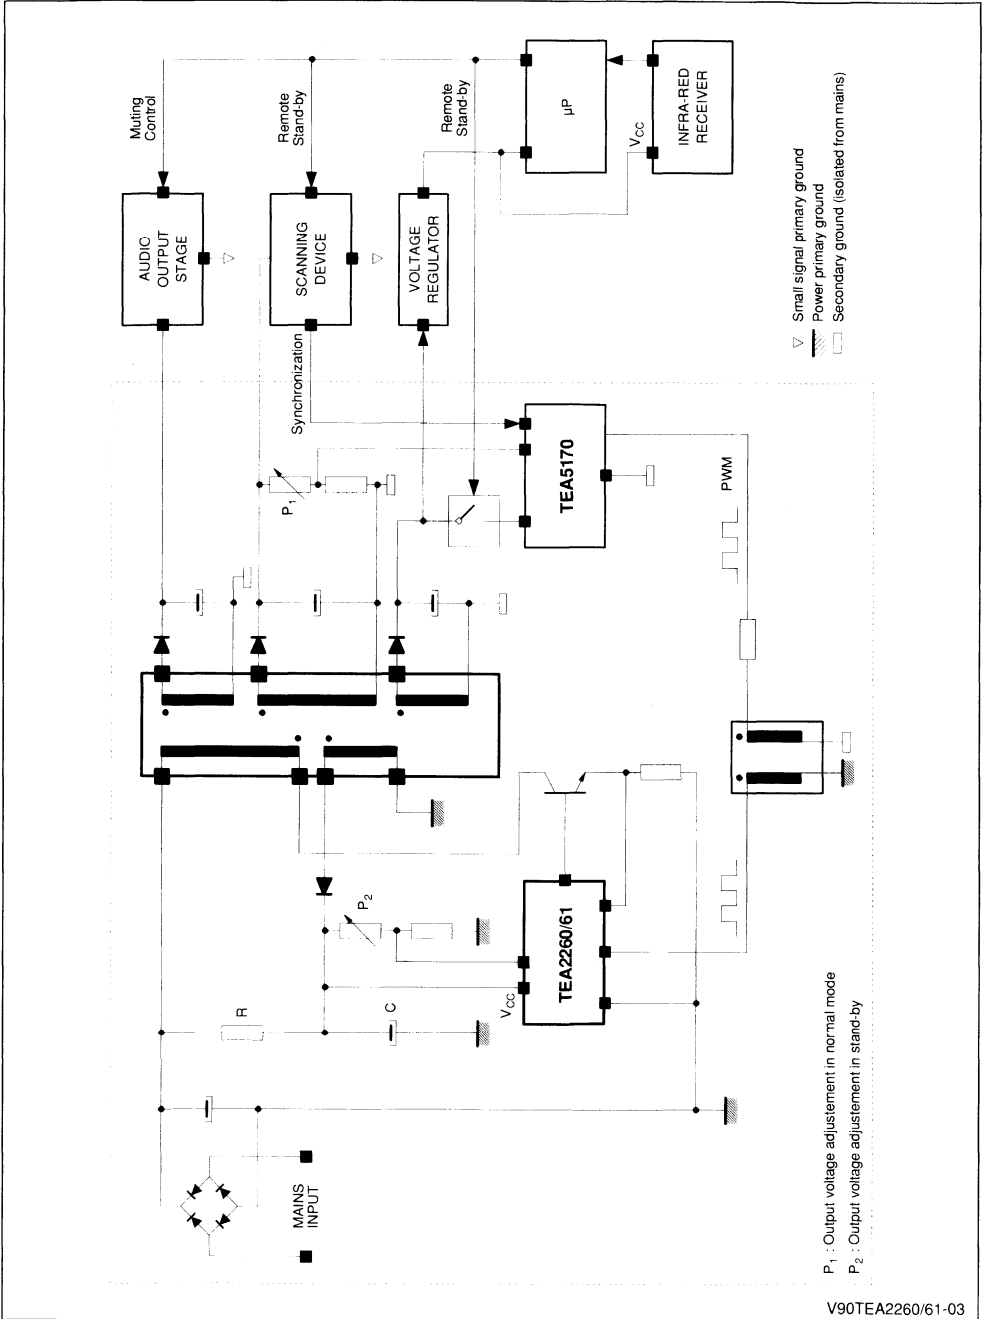 Muting
Control
Remote
Stand-by
Remote
Stand-by
µP
INFRA-RED
RECEIVER
VCC
AUDIO
OUTPUT
STAGE
SCANNING
DEVICE
VOLTAGE
REGULATOR
Small signal primary ground
Power primary ground
Secondary ground (isolated from mains)
Synchronization
P1
TEA5170
PWM
P2
R
C
VCC
TEA2260/61
MAINS
INPUT
P1 : Output voltage adjustement in normal mode
P2 : Output voltage adjustement in stand-by
V90TEA2260/61-03